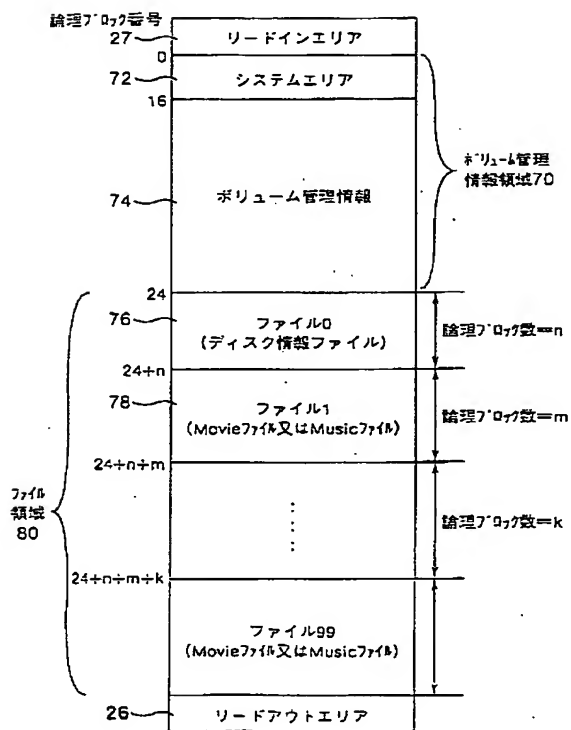 論理ブロック番号
27
リードインエリア
0
72
システムエリア
16
ボリューム管理
情報領域70
74
ボリューム管理情報
24
76
ファイル0
(ディスク情報ファイル)
論理ブロック数=n
24+n
78
ファイル1
(Movieファイル又はMusicファイル)
論理ブロック数=m
24÷n÷m
ファイル
領域
80
論理ブロック数=k
24÷n÷m÷k
ファイル99
(Movieファイル又はMusicファイル)
26
リードアウトエリア